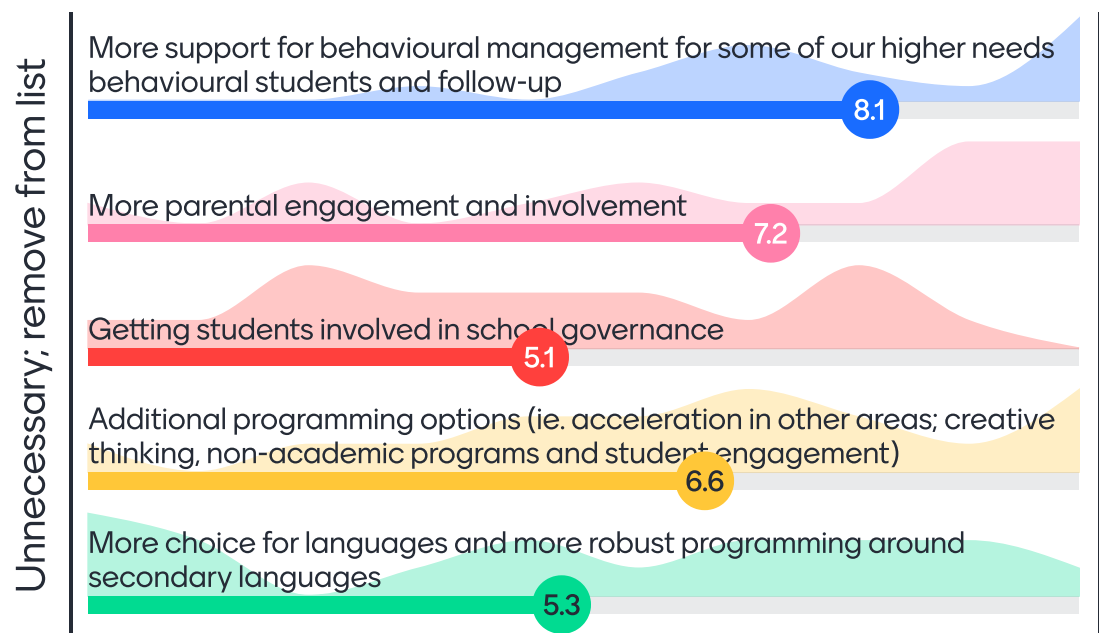 Unnecessary; remove from list
More support for behavioural management for some of our higher needs
behavioural students and follow-up
8.1
More parental engagement and involvement
7.2
Getting students involved in school governance
5.1
Additional programming options (ie. acceleration in other areas; creative
thinking, non-academic programs and student engagement)
6.6
More choice for languages and more robust programming around
secondary languages
5.3